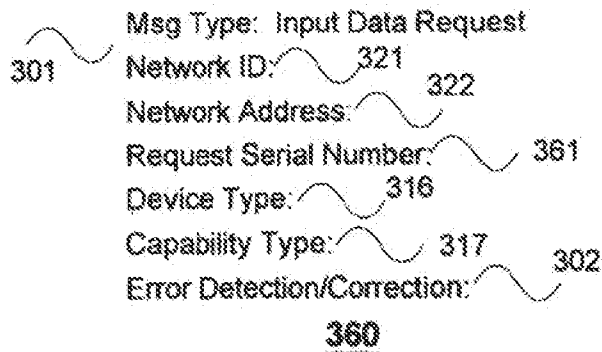 Msg Type: Input Data Request
301
Network ID: 321
Network Address: 322
Request Serial Number: 361
Device Type: 316
Capability Type: 317
Error Detection/Correction: 302
360